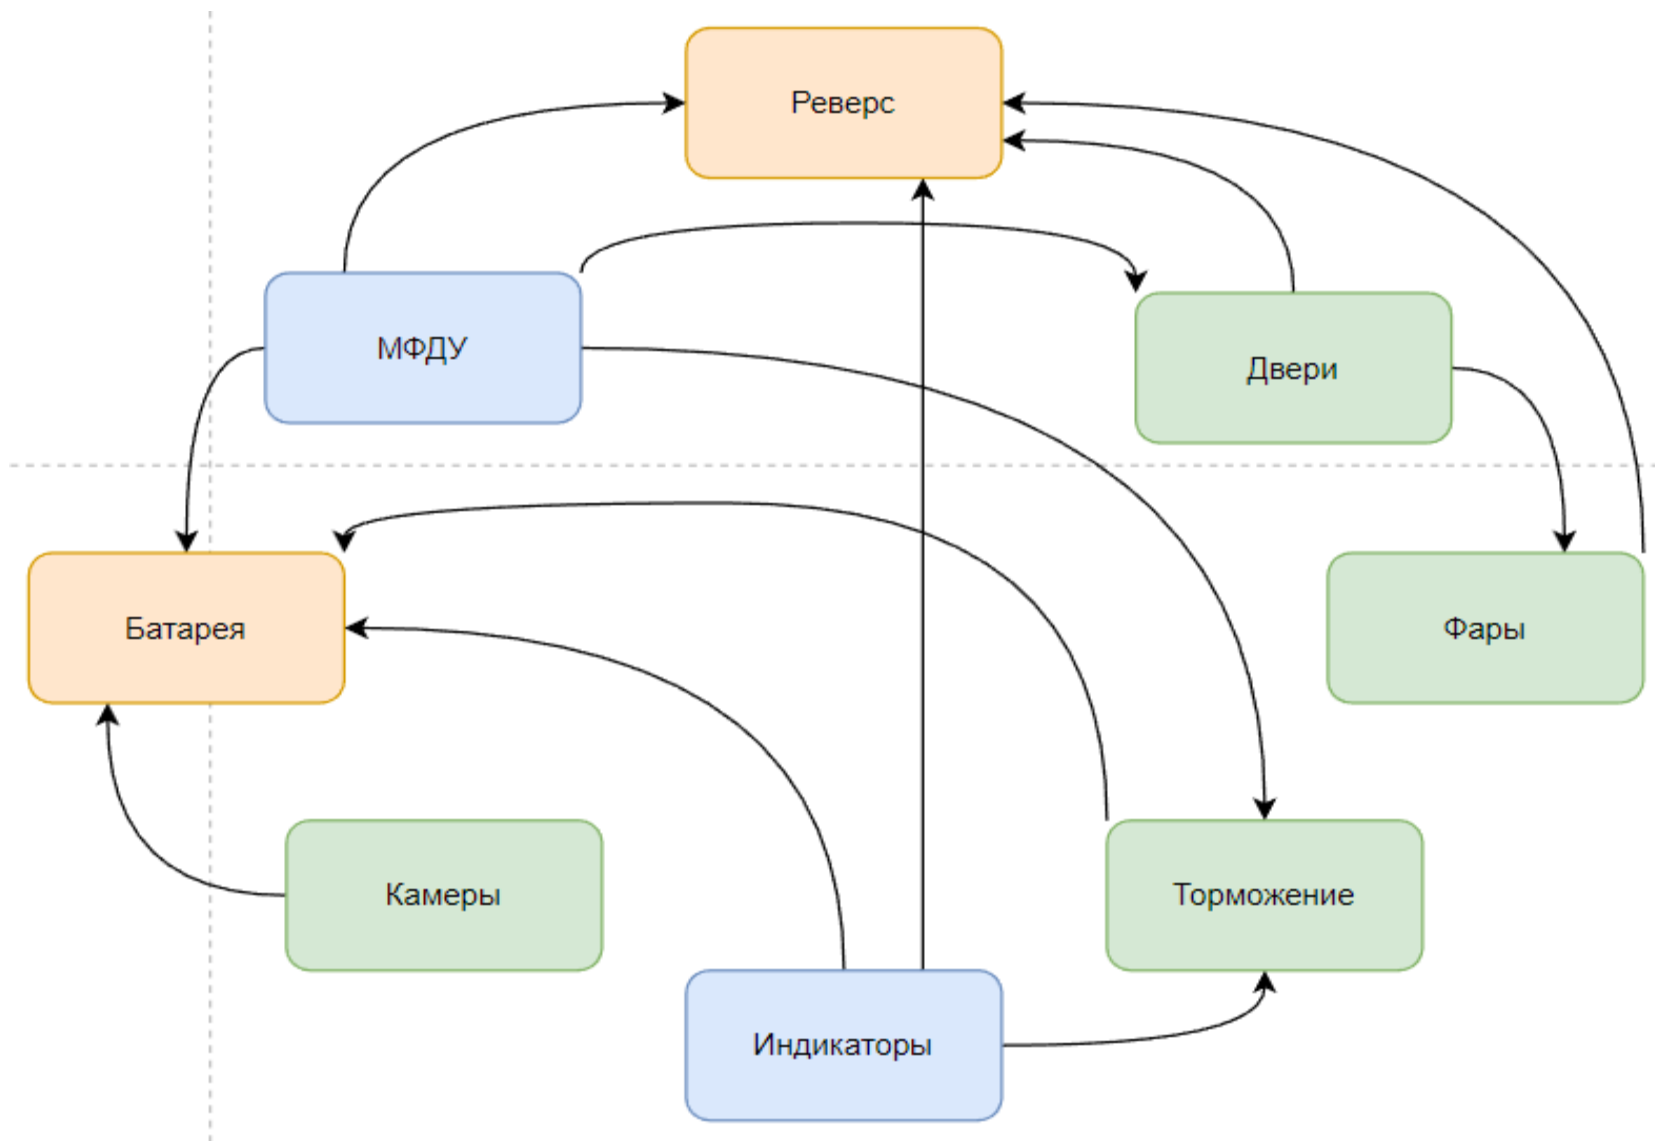 Реверс
МФДУ
Двери
Батарея
Фары
Камеры
Торможение
Индикаторы